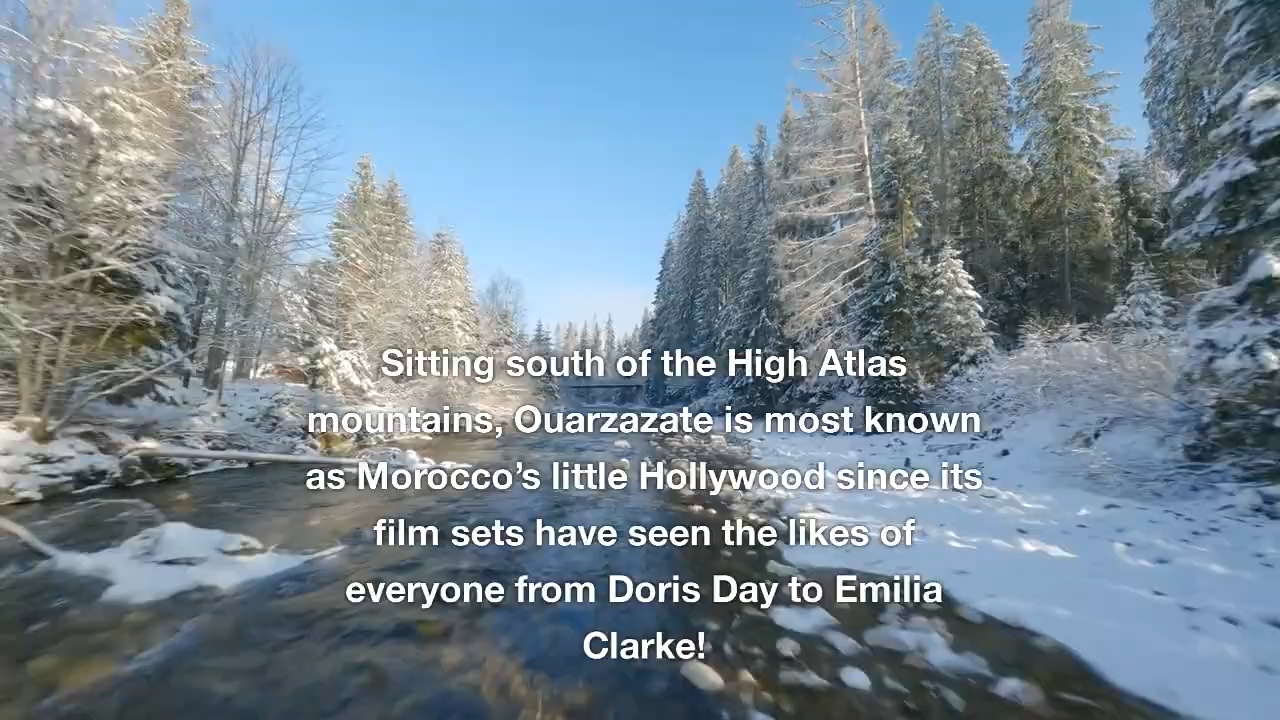 Sitting south of the High Atlas
mountains, Ouarzazate is most known
as Morocco’s little Hollywood since its
film sets have seen the likes of
everyone from Doris Day to Emilia
Clarke!